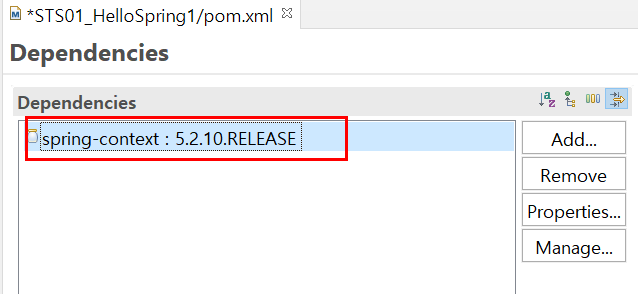 *STS01_HelloSpring1/pom.xml
Dependencies
Dependencies
spring-context : 5.2.10.RELEASE
Add...
Remove
Properties...
Manage...